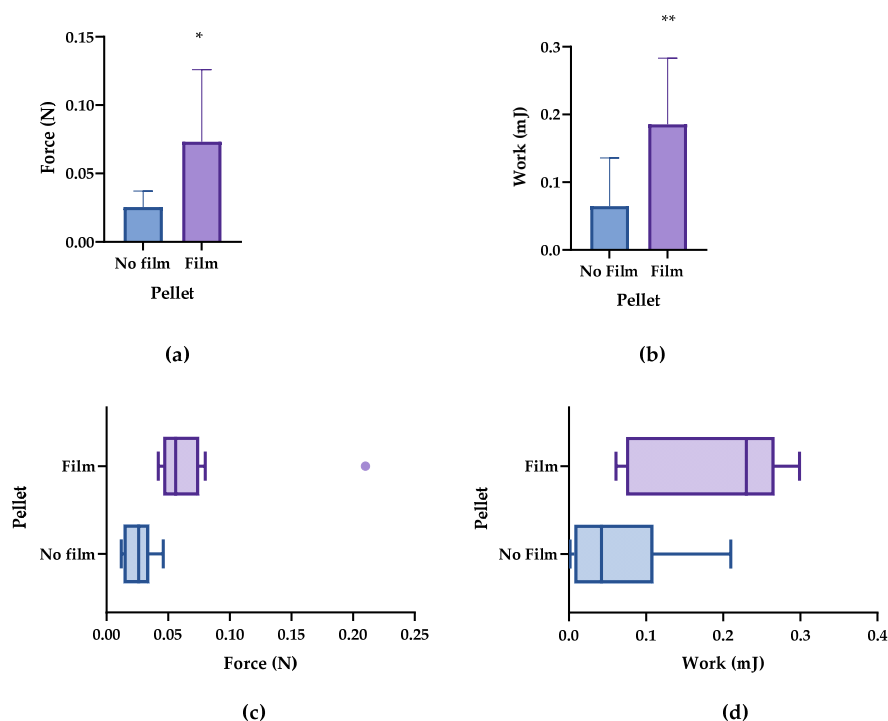 *
0.15
0.10
0.05
0.00
Force (N)
No film
Film
Pellet
(a)
**
0.3
0.2
0.1
0.0
Work (mJ)
No Film
Film
Pellet
(b)
Pellet
Film
No film
0.00
0.05
0.10
0.15
0.20
0.25
Force (N)
(c)
Pellet
Film
No Film
0.0
0.1
0.2
0.3
0.4
Work (mJ)
(d)